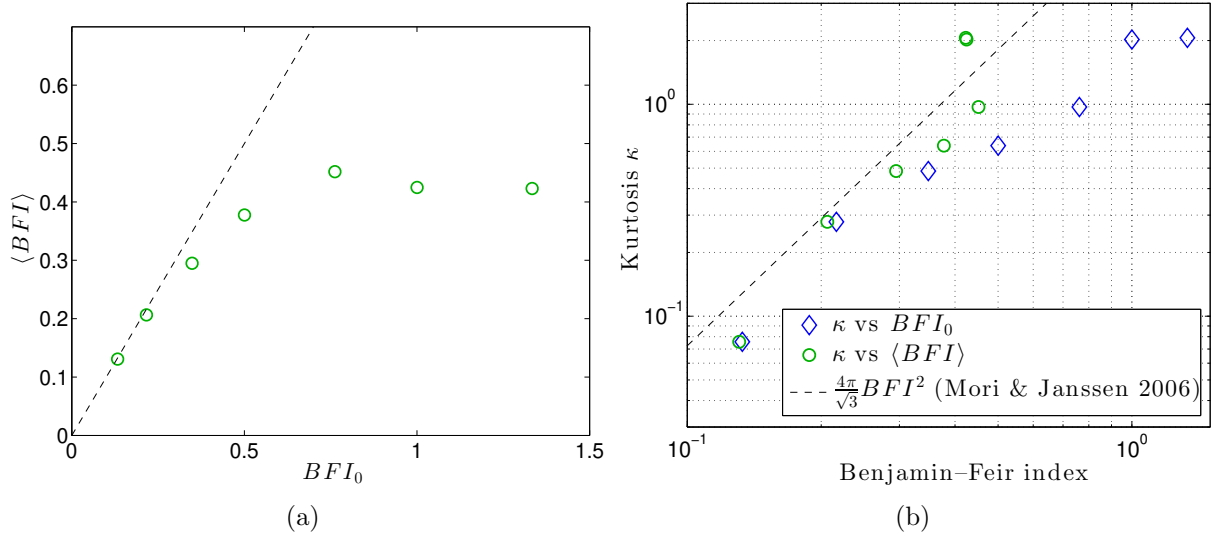 0.6
0.5
0.4
0.3
0.2
0.1
0
⟨BFI⟩
0
0.5
1
1.5
BFI₀
(a)
10⁰
10⁻¹
Kurtosis κ
κ vs BFI₀
κ vs ⟨BFI⟩
4π/√3 BFI² (Mori & Janssen 2006)
10⁻¹
10⁰
Benjamin–Feir index
(b)